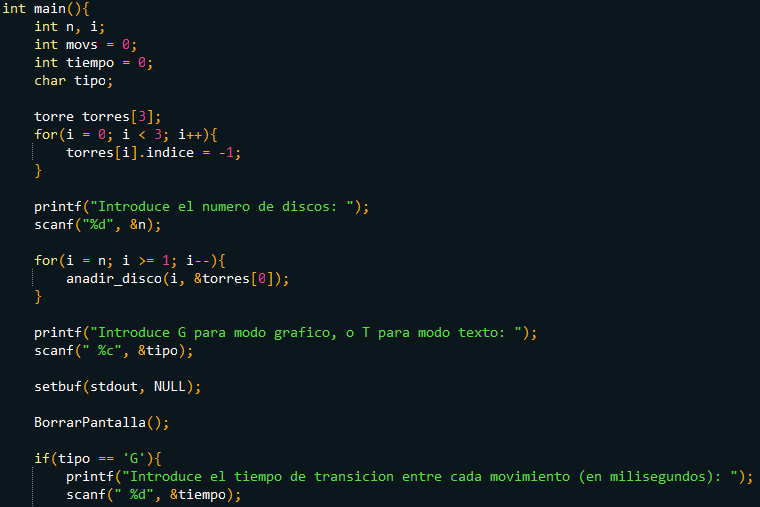 int main(){
int n, i;
int movs = 0;
int tiempo = 0;
char tipo;
torre torres[3];
for(i = 0; i < 3; i++){
torres[i].indice = -1;
}
printf("Introduce el numero de discos: ");
scanf("%d", &n);
for(i = n; i >= 1; i--){
anadir_disco(i, &torres[0]);
}
printf("Introduce G para modo grafico, o T para modo texto: ");
scanf(" %c", &tipo);
setbuf(stdout, NULL);
BorrarPantalla();
if(tipo == 'G'){
printf("Introduce el tiempo de transicion entre cada movimiento (en milisegundos): ");
scanf(" %d", &tiempo);